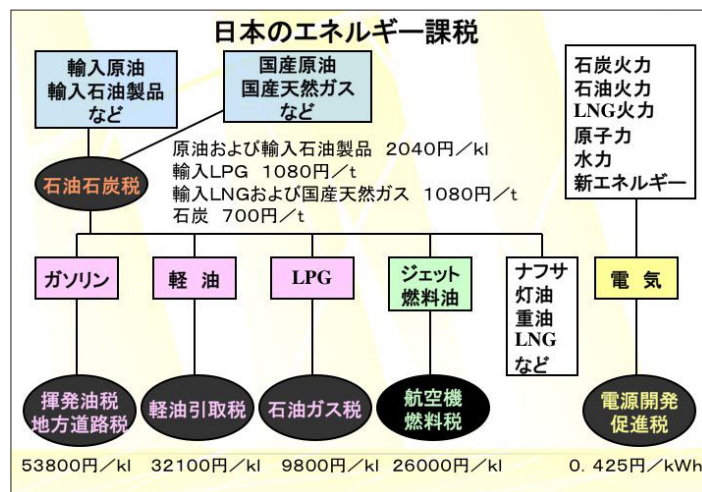 日本のエネルギー課税
輸入原油
輸入石油製品
など
国産原油
国産天然ガス
など
石炭火力
石油火力
LNG火力
原子力
水力
新エネルギー
石油石炭税
原油および輸入石油製品 2040円／kl
輸入LPG 1080円／t
輸入LNGおよび国産天然ガス 1080円／t
石炭 700円／t
ガソリン
軽 油
LPG
ジェット
燃料油
ナフサ
灯油
重油
LNG
など
電 気
揮発油税
地方道路税
軽油引取税
石油ガス税
航空機
燃料税
電源開発
促進税
53800円／kl
32100円／kl
9800円／kl
26000円／kl
0. 425円／kWh